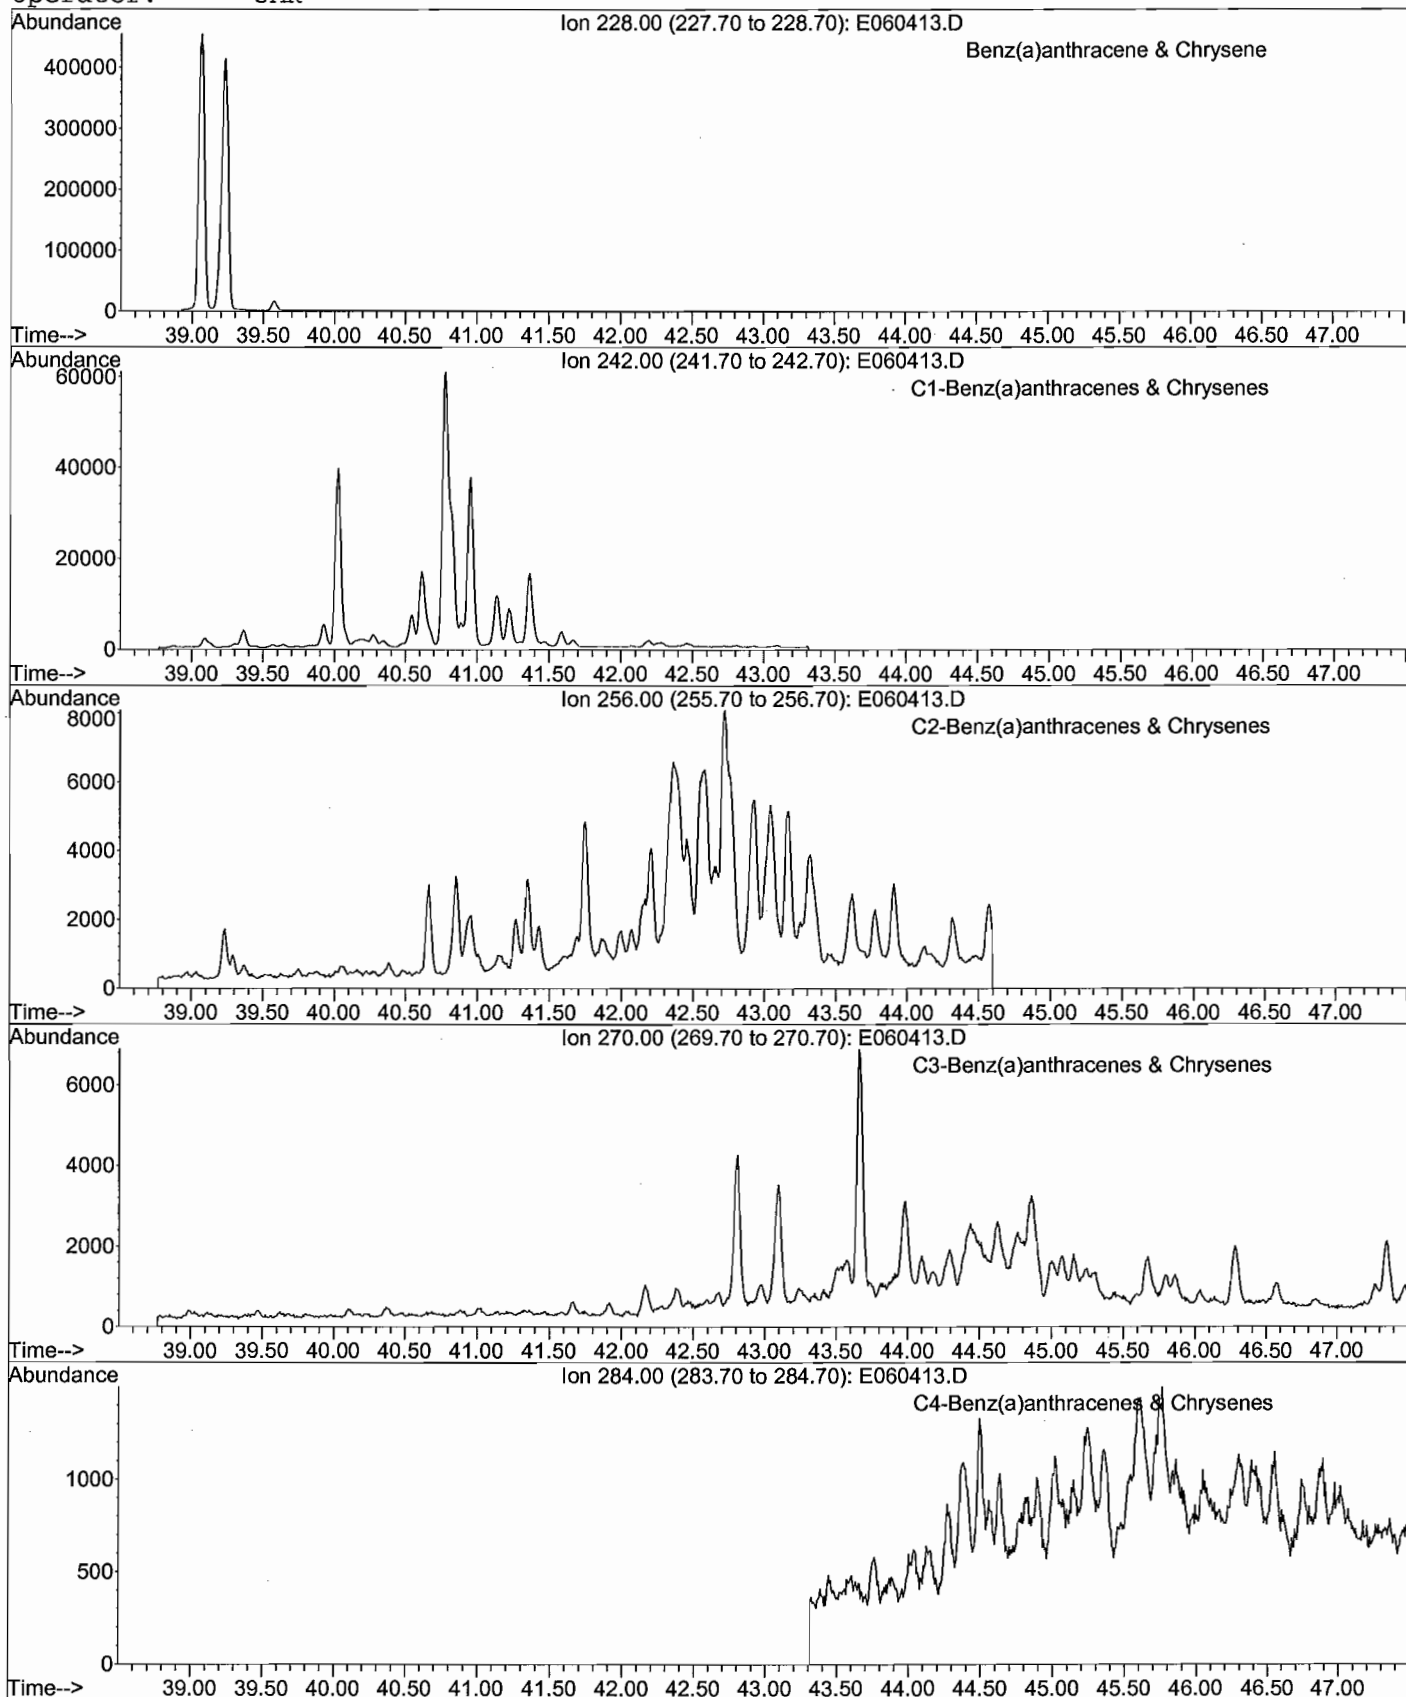 Abundance Ion 228.00 (227.70 to 228.70): E060413.D
Benz(a)anthracene & Chrysene
400000
300000
200000
100000
0
Time--> 39.00 39.50 40.00 40.50 41.00 41.50 42.00 42.50 43.00 43.50 44.00 44.50 45.00 45.50 46.00 46.50 47.00
Abundance Ion 242.00 (241.70 to 242.70): E060413.D
60000
C1-Benz(a)anthracenes & Chrysenes
40000
20000
0
Time--> 39.00 39.50 40.00 40.50 41.00 41.50 42.00 42.50 43.00 43.50 44.00 44.50 45.00 45.50 46.00 46.50 47.00
Abundance Ion 256.00 (255.70 to 256.70): E060413.D
8000
C2-Benz(a)anthracenes & Chrysenes
6000
4000
2000
0
Time--> 39.00 39.50 40.00 40.50 41.00 41.50 42.00 42.50 43.00 43.50 44.00 44.50 45.00 45.50 46.00 46.50 47.00
Abundance Ion 270.00 (269.70 to 270.70): E060413.D
C3-Benz(a)anthracenes & Chrysenes
6000
4000
2000
0
Time--> 39.00 39.50 40.00 40.50 41.00 41.50 42.00 42.50 43.00 43.50 44.00 44.50 45.00 45.50 46.00 46.50 47.00
Abundance Ion 284.00 (283.70 to 284.70): E060413.D
C4-Benz(a)anthracenes & Chrysenes
1000
500
0
Time--> 39.00 39.50 40.00 40.50 41.00 41.50 42.00 42.50 43.00 43.50 44.00 44.50 45.00 45.50 46.00 46.50 47.00